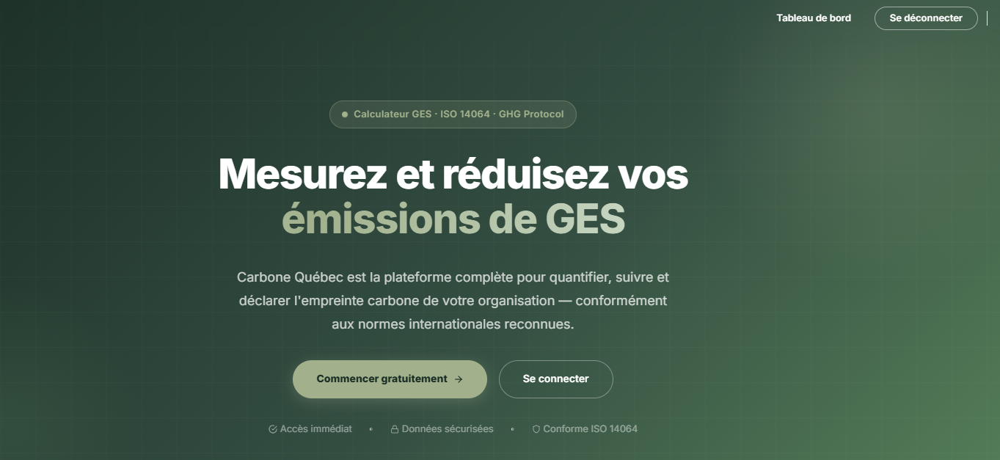 Tableau de bord
Se déconnecter
Calculateur GES · ISO 14064 · GHG Protocol
Mesurez et réduisez vos
émissions de GES
Carbone Québec est la plateforme complète pour quantifier, suivre et
déclarer l'empreinte carbone de votre organisation — conformément
aux normes internationales reconnues.
Commencer gratuitement →
Se connecter
Accès immédiat • Données sécurisées • Conforme ISO 14064